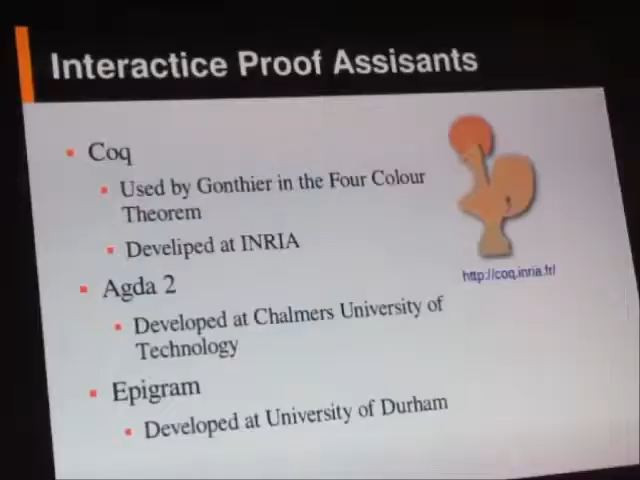 Interactice Proof Assisants
Coq
Used by Gonthier in the Four Colour
Theorem
Develiped at INRIA
http://coq.inria.fr/
Agda 2
Developed at Chalmers University of
Technology
Epigram
Developed at University of Durham